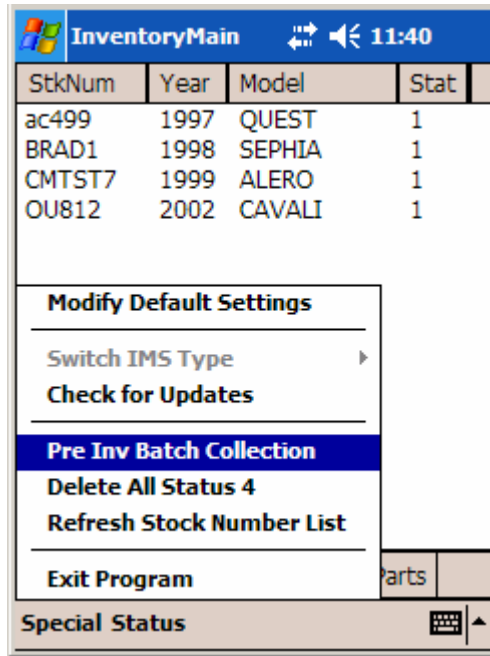 InventoryMain 11:40
StkNum Year Model Stat
ac499 1997 QUEST 1
BRAD1 1998 SEPHIA 1
CMTST7 1999 ALERO 1
OU812 2002 CAVALI 1
Modify Default Settings
Switch IMS Type
Check for Updates
Pre Inv Batch Collection
Delete All Status 4
Refresh Stock Number List
Exit Program
Parts
Special Status